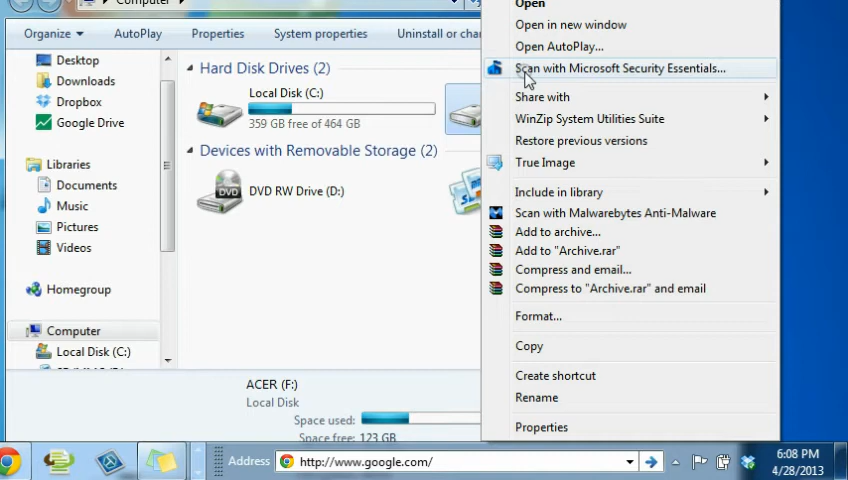 Computer
Organize
AutoPlay
Properties
System properties
Uninstall or cha
Desktop
Downloads
Dropbox
Google Drive
Libraries
Documents
Music
Pictures
Videos
Homegroup
Computer
Local Disk (C:)
Hard Disk Drives (2)
Local Disk (C:)
359 GB free of 464 GB
Devices with Removable Storage (2)
DVD RW Drive (D:)
DVD
ACER (F:)
Local Disk
Space used:
Space free: 123 GB
Open
Open in new window
Open AutoPlay...
Scan with Microsoft Security Essentials...
Share with
WinZip System Utilities Suite
Restore previous versions
True Image
Include in library
Scan with Malwarebytes Anti-Malware
Add to archive...
Add to "Archive.rar"
Compress and email...
Compress to "Archive.rar" and email
Format...
Copy
Create shortcut
Rename
Properties
Address
http://www.google.com/
6:08 PM
4/28/2013